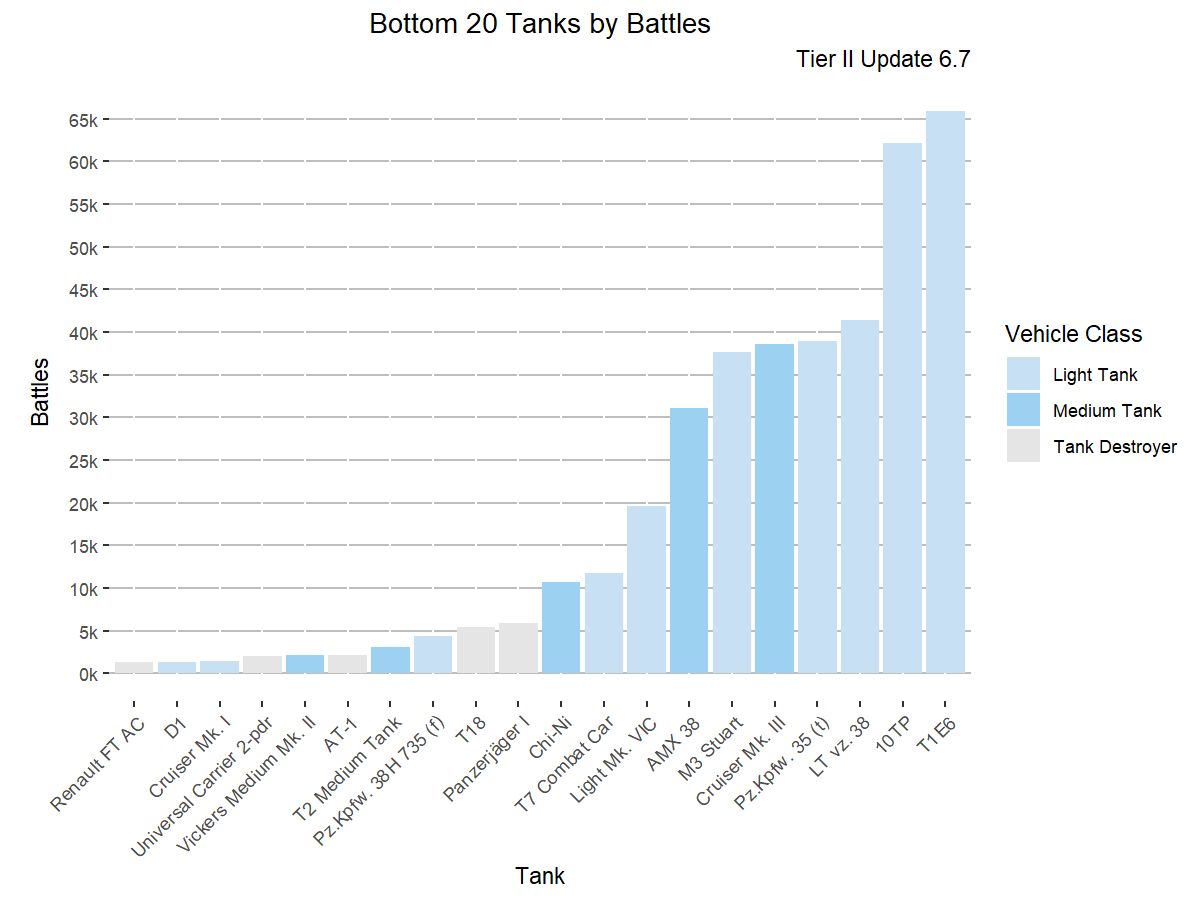 Bottom 20 Tanks by Battles
Tier II Update 6.7
65k
60k
55k
50k
45k
40k
35k
30k
25k
20k
15k
10k
5k
0k
Battles
Renault FT AC
D1
Cruiser Mk. I
Universal Carrier 2-pdr
Vickers Medium Mk. II
AT-1
T2 Medium Tank
Pz.Kpfw. 38H 735 (f)
T18
Panzerjäger I
Chi-Ni
T7 Combat Car
Light Mk. VIC
AMX 38
M3 Stuart
Cruiser Mk. III
Pz.Kpfw. 35 (t)
LT vz. 38
10TP
T1E6
Tank
Vehicle Class
Light Tank
Medium Tank
Tank Destroyer